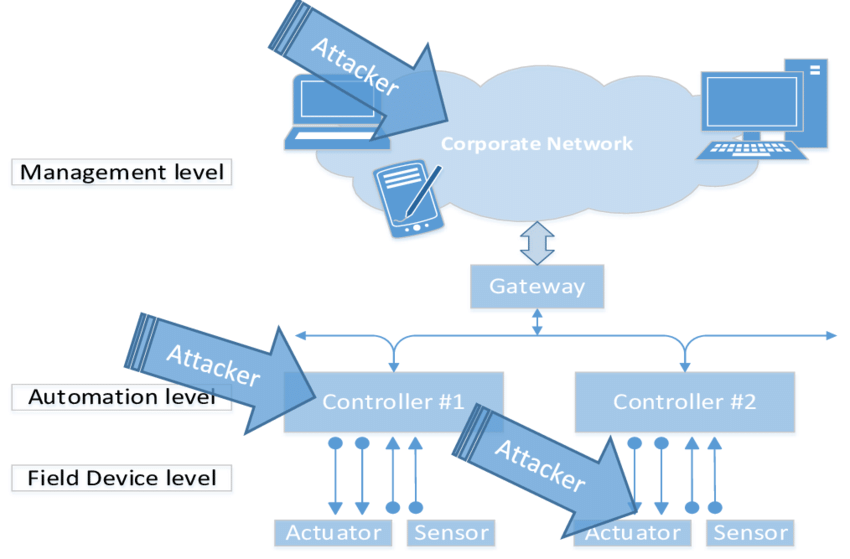 Attacker
Corporate Network
Management level
Gateway
Attacker
Automation level
Controller #1
Controller #2
Attacker
Field Device level
Actuator
Sensor
Actuator
Sensor